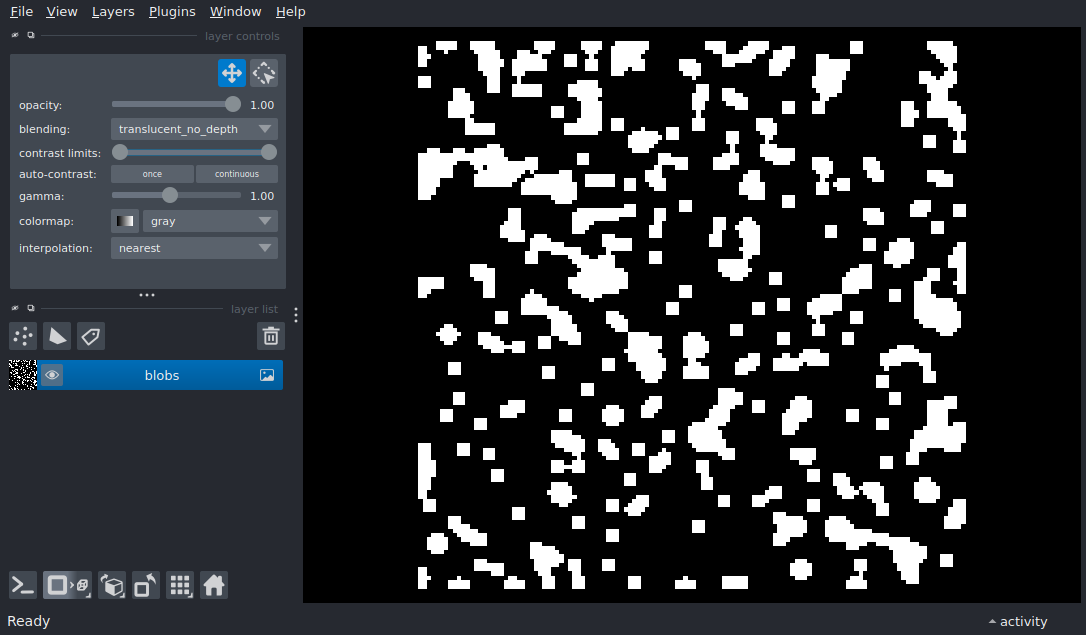 File View Layers Plugins Window Help
layer controls
opacity: 1.00
blending: translucent_no_depth
contrast limits:
auto-contrast: once continuous
gamma: 1.00
colormap: gray
interpolation: nearest
layer list
blobs
Ready activity